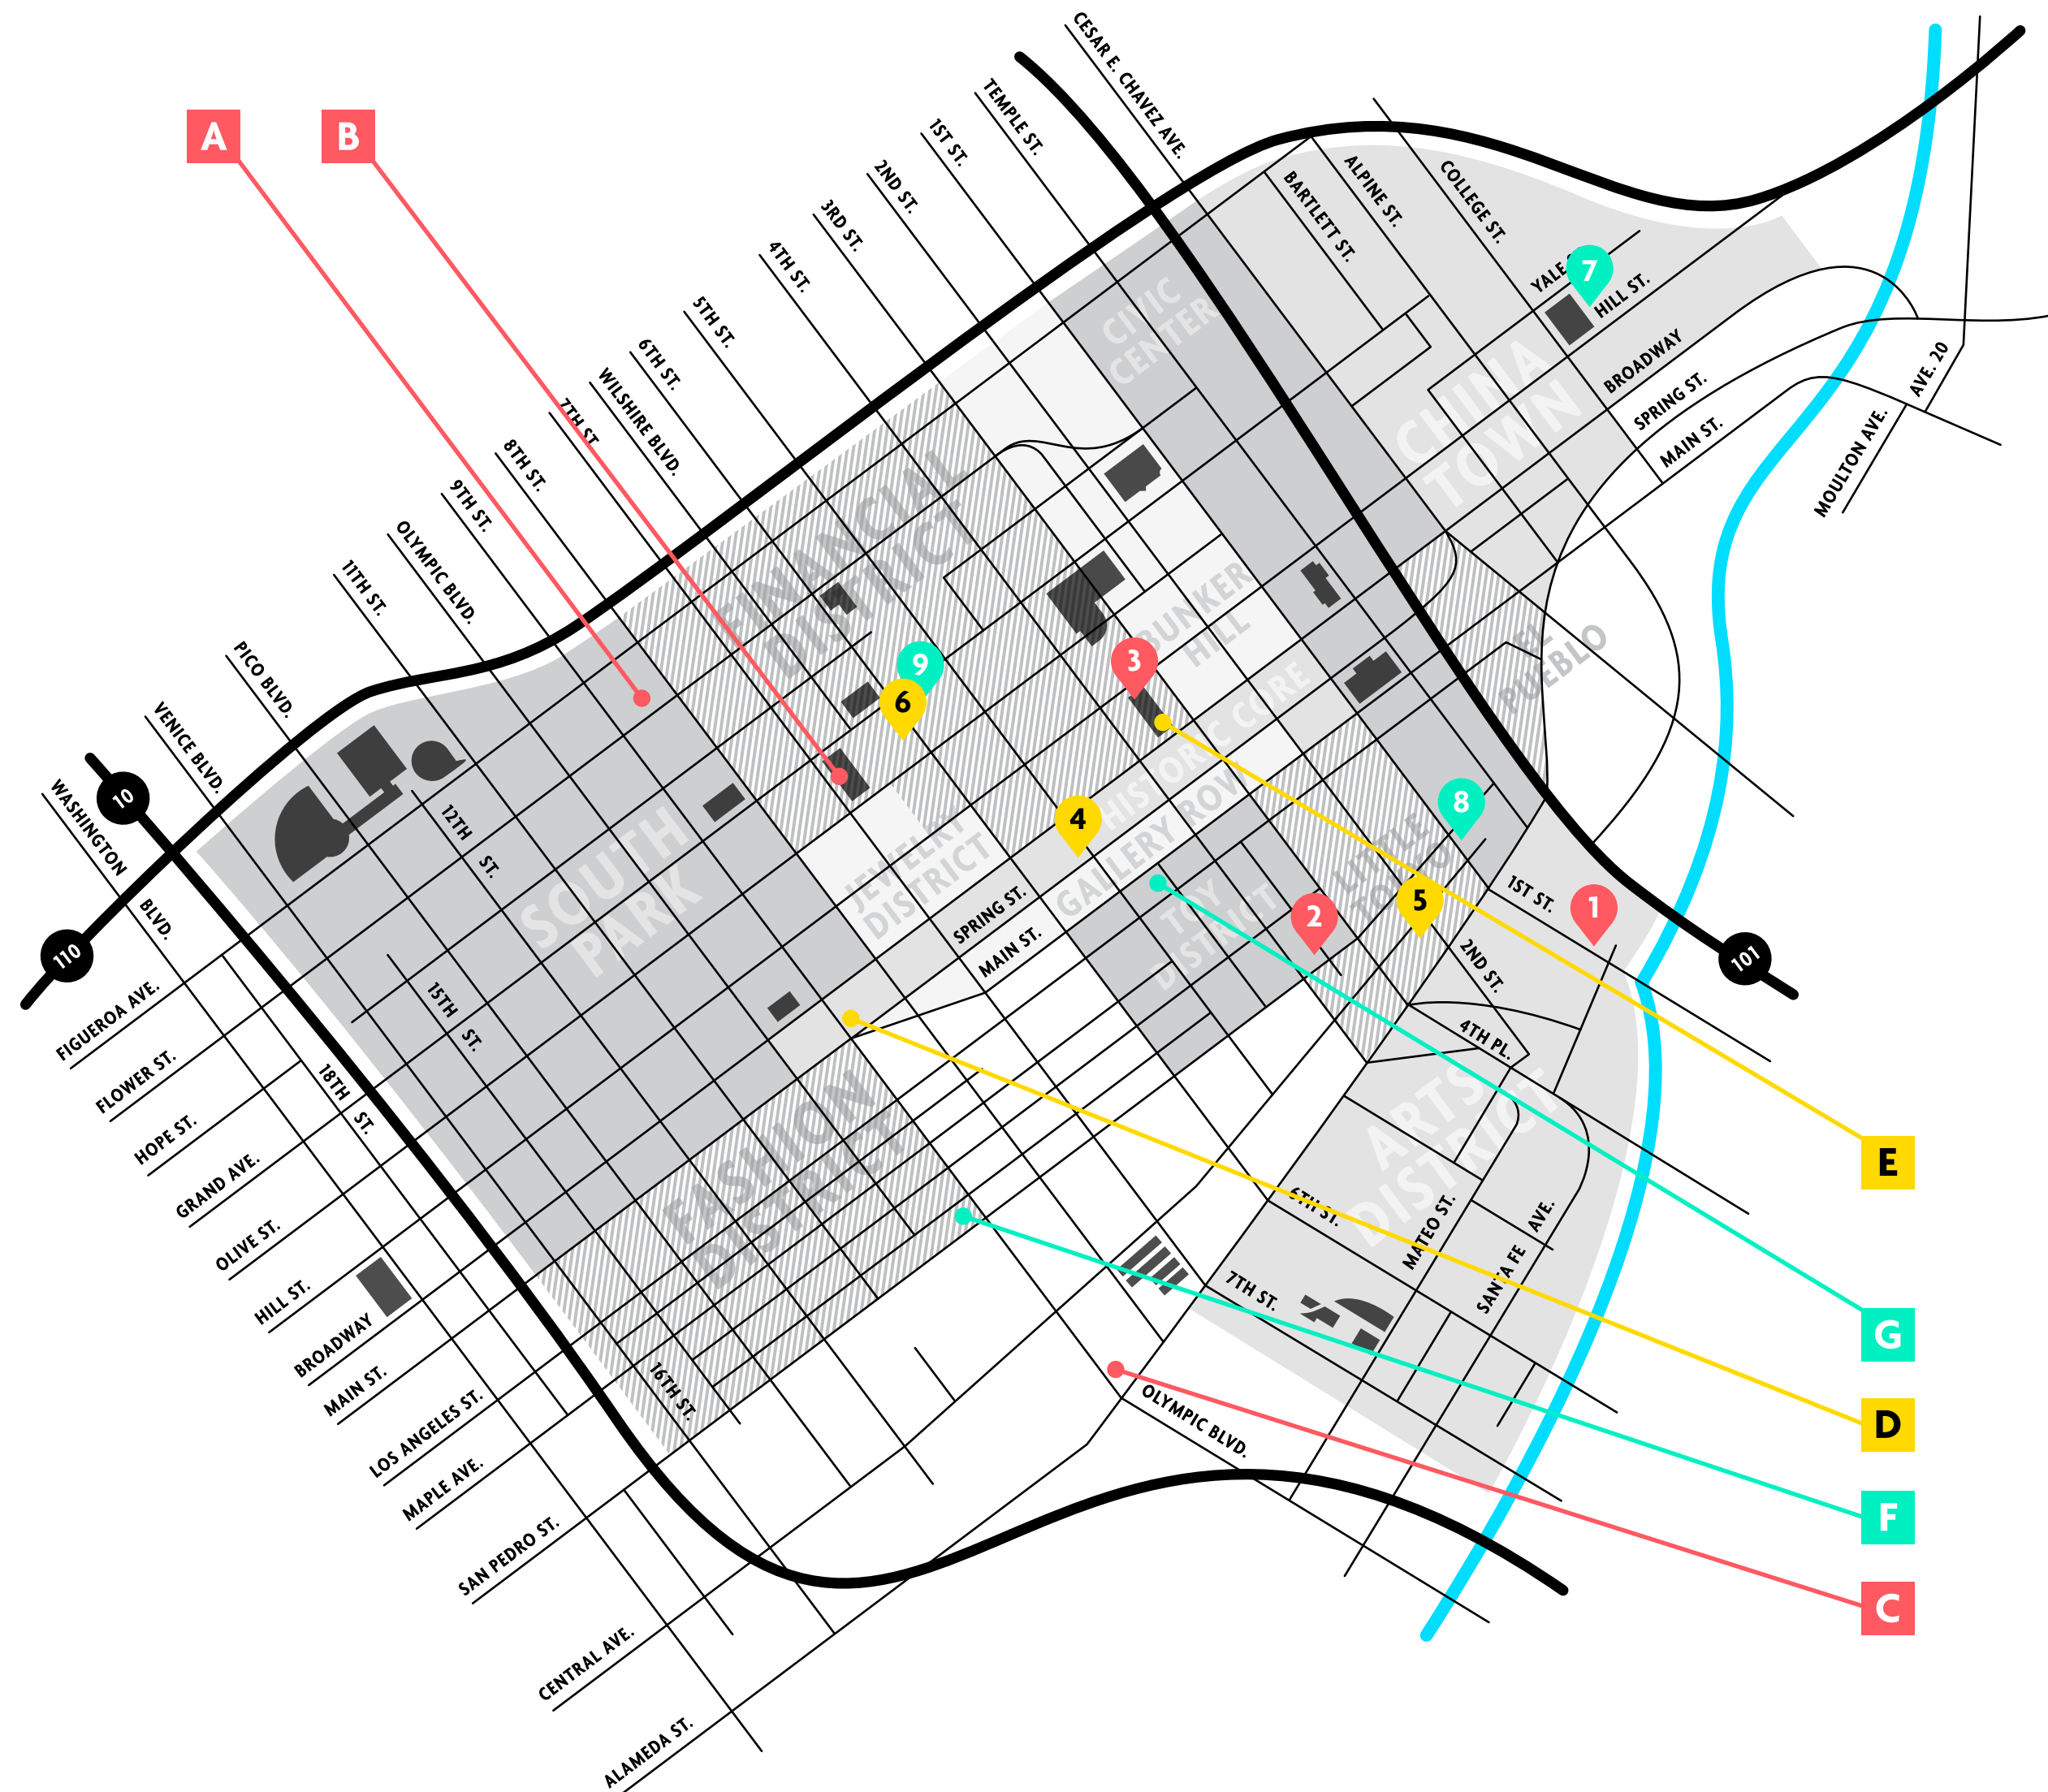 A
B
CESAR E. CHAVEZ AVE.
TEMPLE ST.
1ST ST.
2ND ST.
3RD ST.
4TH ST.
5TH ST.
6TH ST.
WILSHIRE BLVD.
7TH ST
8TH ST.
9TH ST.
OLYMPIC BLVD.
11TH ST.
PICO BLVD.
VENICE BLVD.
WASHINGTON
BLVD.
12TH
ST.
15TH
ST.
18TH
ST.
16TH ST.
10
110
101
BARTLETT ST.
ALPINE ST.
COLLEGE ST.
YALE
7
HILL ST.
BROADWAY
SPRING ST.
MAIN ST.
AVE. 20
MOULTON AVE.
CIVIC
CENTER
CHINA
TOWN
FINANCIAL
DISTRICT
BUNKER
HILL
EL
PUEBLO
9
6
3
HISTORIC CORE
GALLERY ROW
4
8
LITTLE
TOKYO
5
2
1
TOY
DISTRICT
JEWELRY
DISTRICT
SOUTH
PARK
SPRING ST.
MAIN ST.
1ST ST.
2ND ST.
4TH PL.
ARTS
DISTRICT
FASHION
DISTRICT
6TH ST.
7TH ST.
MATEO ST.
SANTA FE
AVE.
OLYMPIC BLVD.
FIGUEROA AVE.
FLOWER ST.
HOPE ST.
GRAND AVE.
OLIVE ST.
HILL ST.
BROADWAY
MAIN ST.
LOS ANGELES ST.
MAPLE AVE.
SAN PEDRO ST.
CENTRAL AVE.
ALAMEDA ST.
E
G
D
F
C